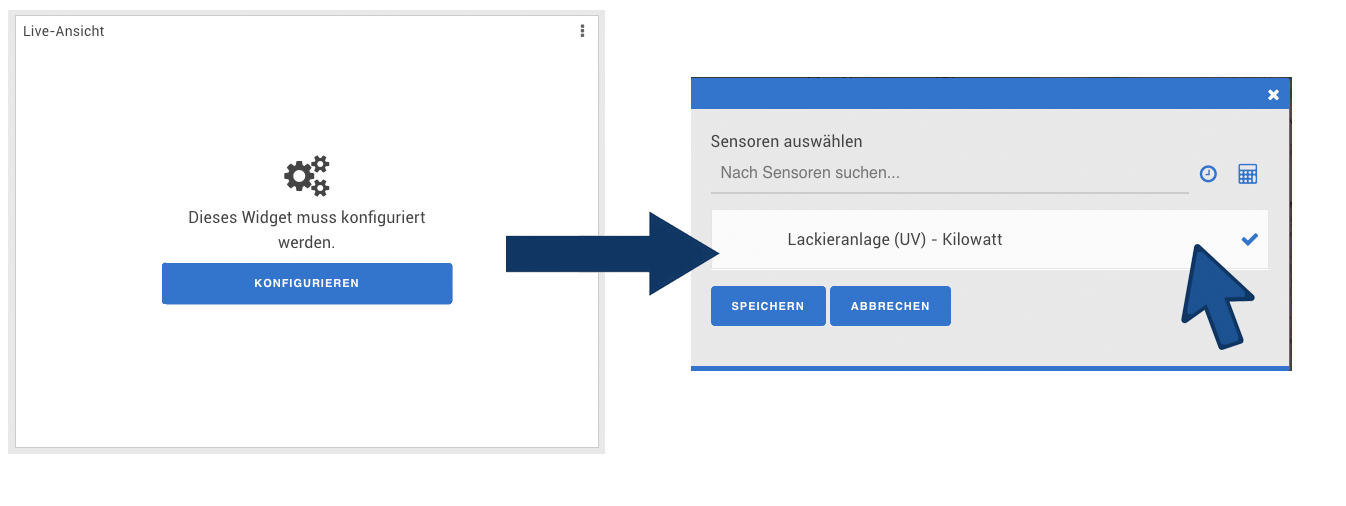 Live-Ansicht
Dieses Widget muss konfiguriert
werden.
KONFIGURIEREN
Sensoren auswählen
Nach Sensoren suchen...
Lackieranlage (UV) - Kilowatt
SPEICHERN
ABBRECHEN